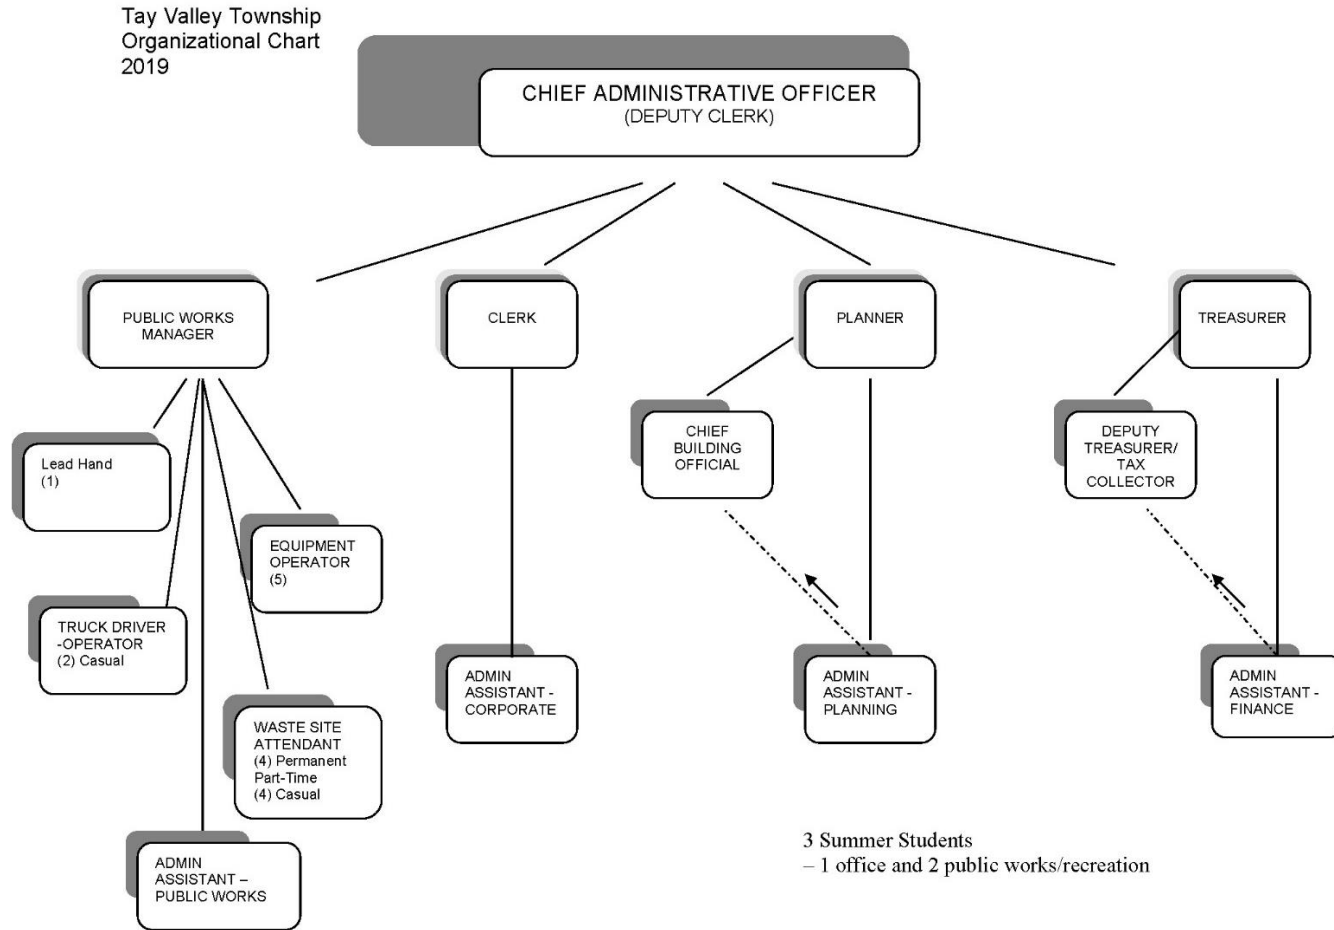 Tay Valley Township
Organizational Chart
2019
CHIEF ADMINISTRATIVE OFFICER
(DEPUTY CLERK)
PUBLIC WORKS
MANAGER
CLERK
PLANNER
TREASURER
Lead Hand
(1)
EQUIPMENT
OPERATOR
(5)
CHIEF
BUILDING
OFFICIAL
DEPUTY
TREASURER/
TAX
COLLECTOR
TRUCK DRIVER
-OPERATOR
(2) Casual
WASTE SITE
ATTENDANT
(4) Permanent
Part-Time
(4) Casual
ADMIN
ASSISTANT -
CORPORATE
ADMIN
ASSISTANT-
PLANNING
ADMIN
ASSISTANT -
FINANCE
ADMIN
ASSISTANT –
PUBLIC WORKS
3 Summer Students
– 1 office and 2 public works/recreation